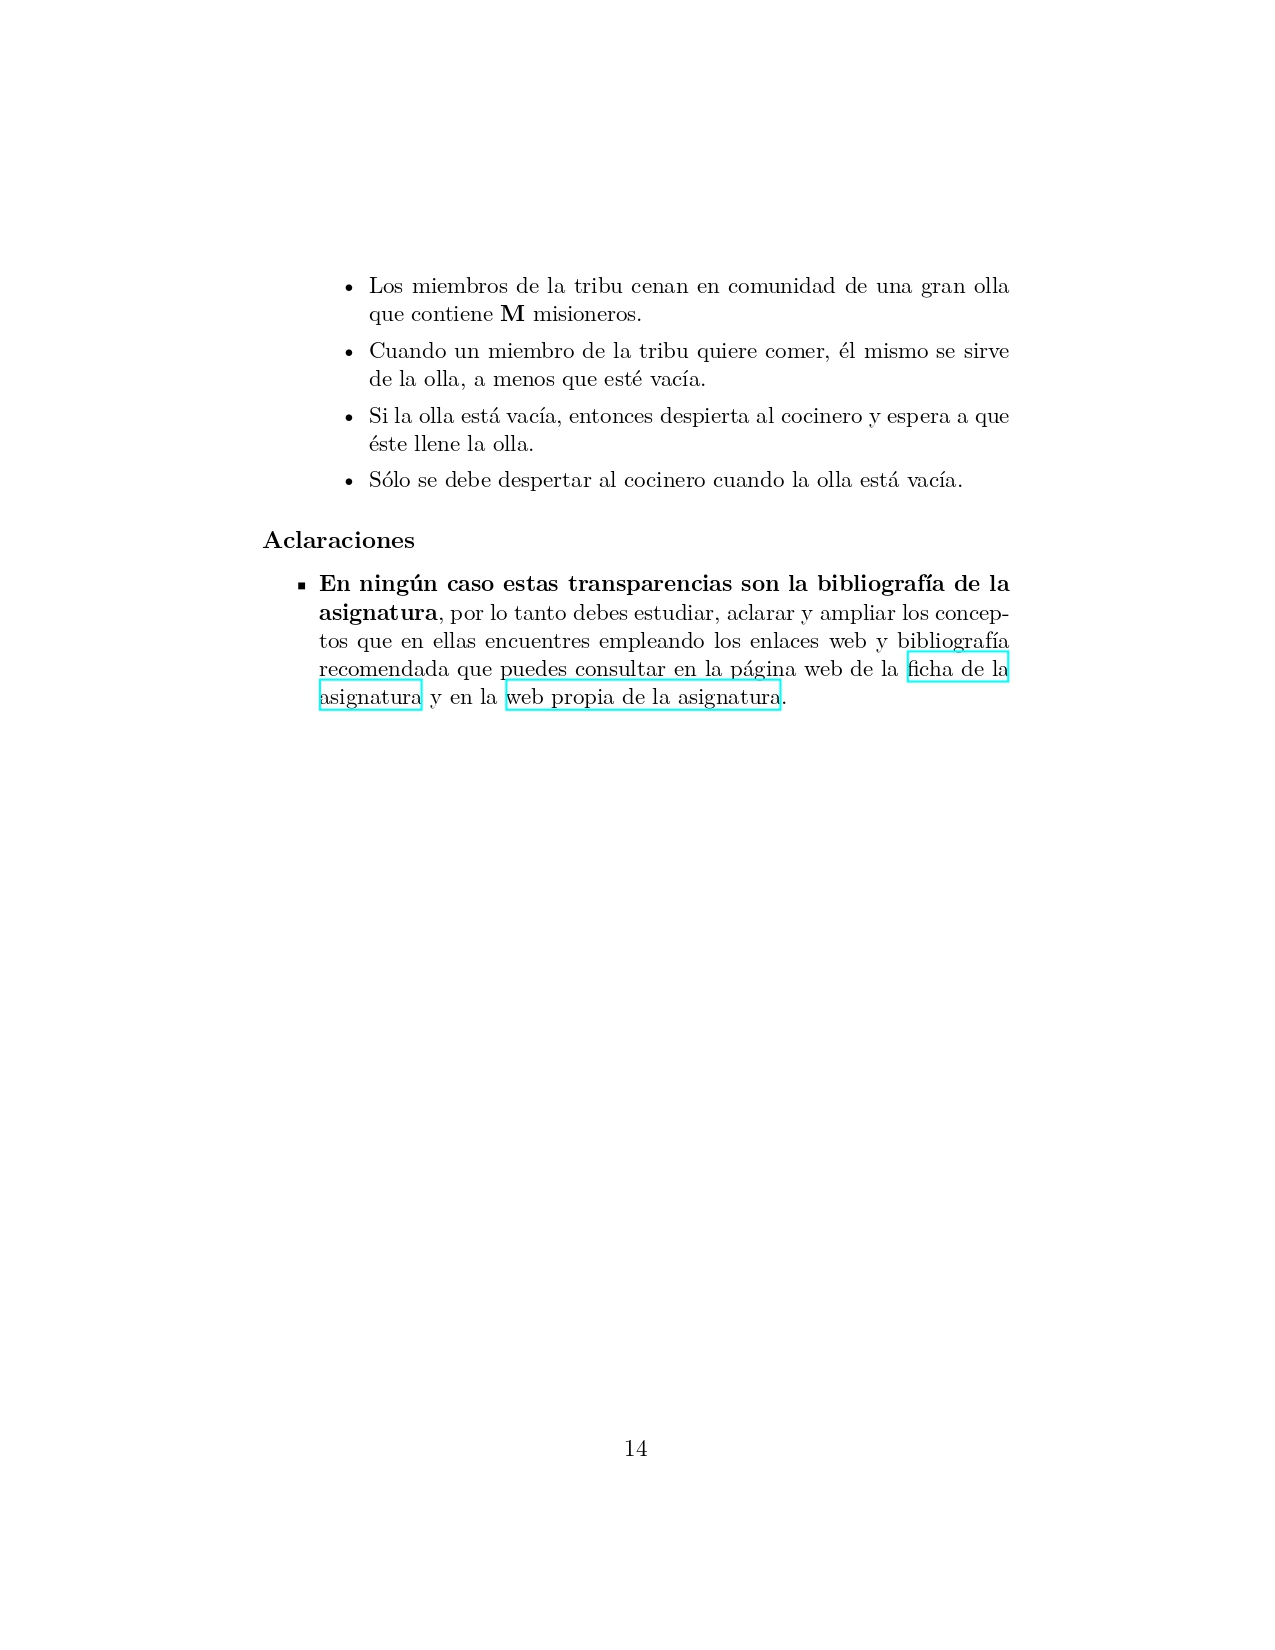 • Los miembros de la tribu cenan en comunidad de una gran olla
que contiene M misioneros.
• Cuando un miembro de la tribu quiere comer, él mismo se sirve
de la olla, a menos que esté vacía.
• Si la olla está vacía, entonces despierta al cocinero y espera a que
éste llene la olla.
• Sólo se debe despertar al cocinero cuando la olla está vacía.
Aclaraciones
▪ En ningún caso estas transparencias son la bibliografía de la
asignatura, por lo tanto debes estudiar, aclarar y ampliar los concep-
tos que en ellas encuentres empleando los enlaces web y bibliografía
recomendada que puedes consultar en la página web de la ficha de la
asignatura y en la web propia de la asignatura.
14